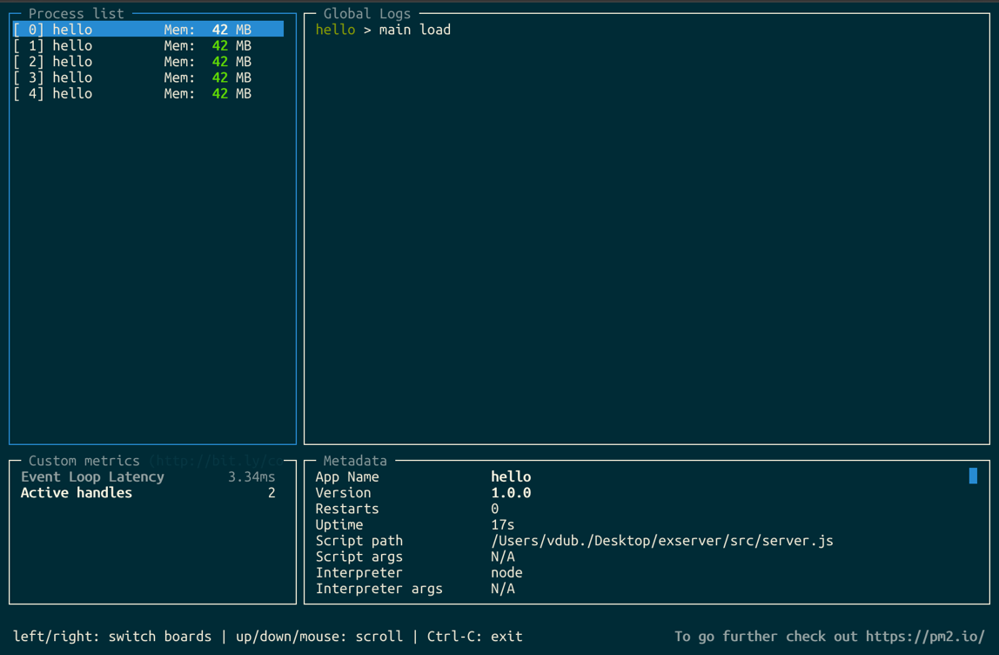 Process list
[ 0] hello Mem: 42 MB
[ 1] hello Mem: 42 MB
[ 2] hello Mem: 42 MB
[ 3] hello Mem: 42 MB
[ 4] hello Mem: 42 MB
Global Logs
hello > main load
Custom metrics (http://bit.ly/co
Event Loop Latency 3.34ms
Active handles 2
Metadata
App Name hello
Version 1.0.0
Restarts 0
Uptime 17s
Script path /Users/vdub./Desktop/exserver/src/server.js
Script args N/A
Interpreter node
Interpreter args N/A
left/right: switch boards | up/down/mouse: scroll | Ctrl-C: exit
To go further check out https://pm2.io/